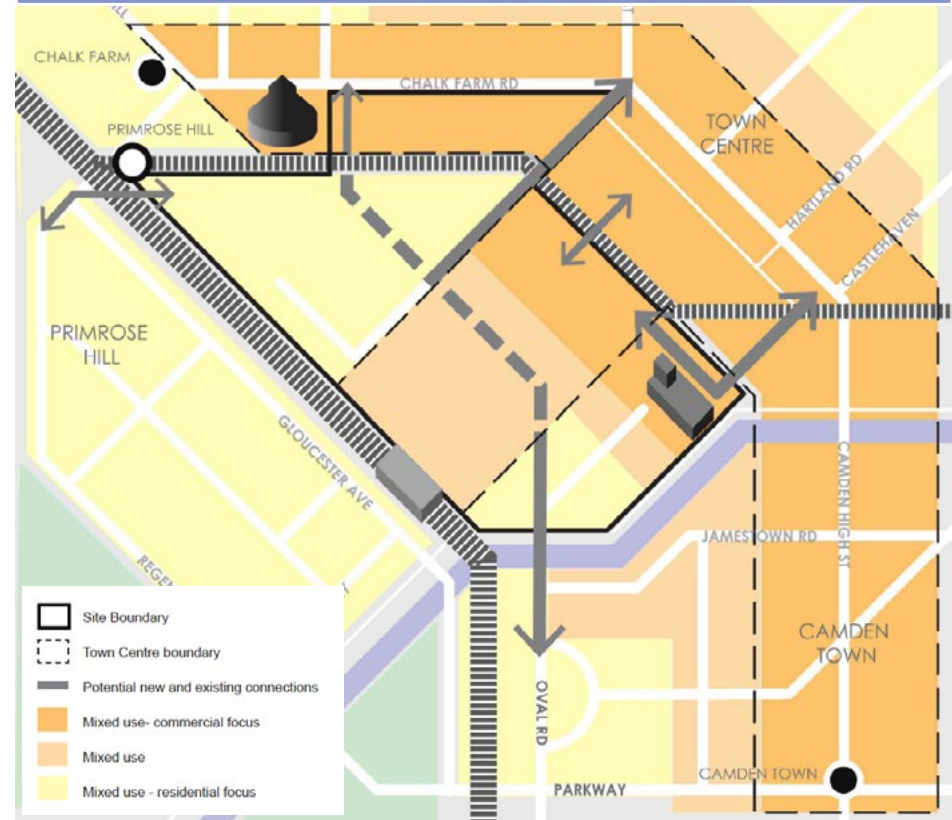 CHALK FARM
CHALK FARM RD
PRIMROSE HILL
TOWN
CENTRE
HARTLAND RD
CASTLEHAVEN
PRIMROSE
HILL
GLOUCESTER AVE
CAMDEN HIGH ST
JAMESTOWN RD
CAMDEN
TOWN
OVAL RD
CAMDEN TOWN
PARKWAY
Site Boundary
Town Centre boundary
Potential new and existing connections
Mixed use- commercial focus
Mixed use
Mixed use - residential focus